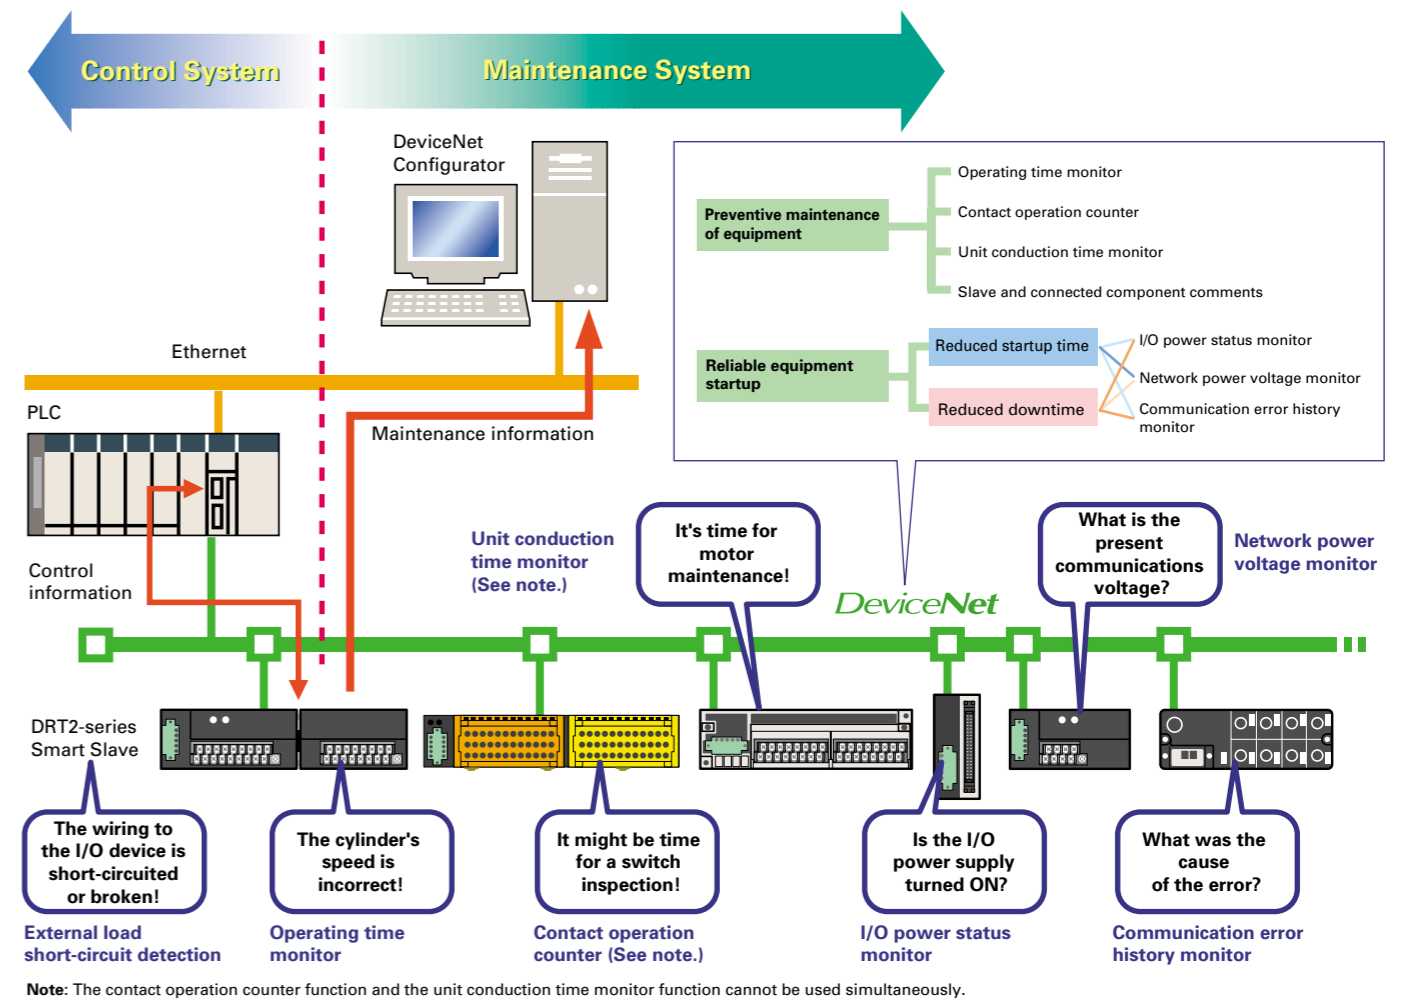 Control System
Maintenance System
DeviceNet
Configurator
Preventive maintenance
of equipment
Operating time monitor
Contact operation counter
Unit conduction time monitor
Slave and connected component comments
Reliable equipment
startup
Reduced startup time
Reduced downtime
I/O power status monitor
Network power voltage monitor
Communication error history
monitor
Ethernet
PLC
Maintenance information
Control
information
Unit conduction
time monitor
(See note.)
It's time for
motor
maintenance!
What is the
present
communications
voltage?
Network power
voltage monitor
DeviceNet
DRT2-series
Smart Slave
The wiring to
the I/O device is
short-circuited
or broken!
The cylinder's
speed is
incorrect!
It might be time
for a switch
inspection!
Is the I/O
power supply
turned ON?
What was the
cause
of the error?
External load
short-circuit detection
Operating time
monitor
Contact operation
counter (See note.)
I/O power status
monitor
Communication error
history monitor
Note: The contact operation counter function and the unit conduction time monitor function cannot be used simultaneously.